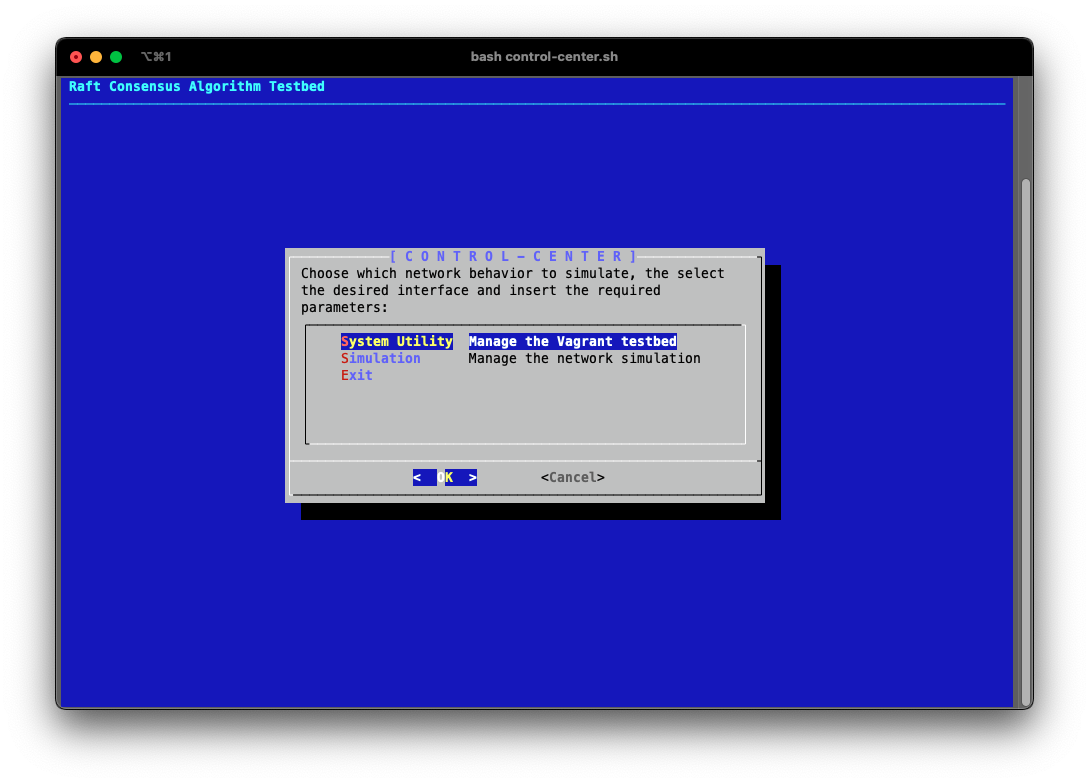 ⌥⌘1 bash control-center.sh
Raft Consensus Algorithm Testbed
[ C O N T R O L - C E N T E R ]
Choose which network behavior to simulate, the select
the desired interface and insert the required
parameters:
System Utility Manage the Vagrant testbed
Simulation Manage the network simulation
Exit
< OK > <Cancel>